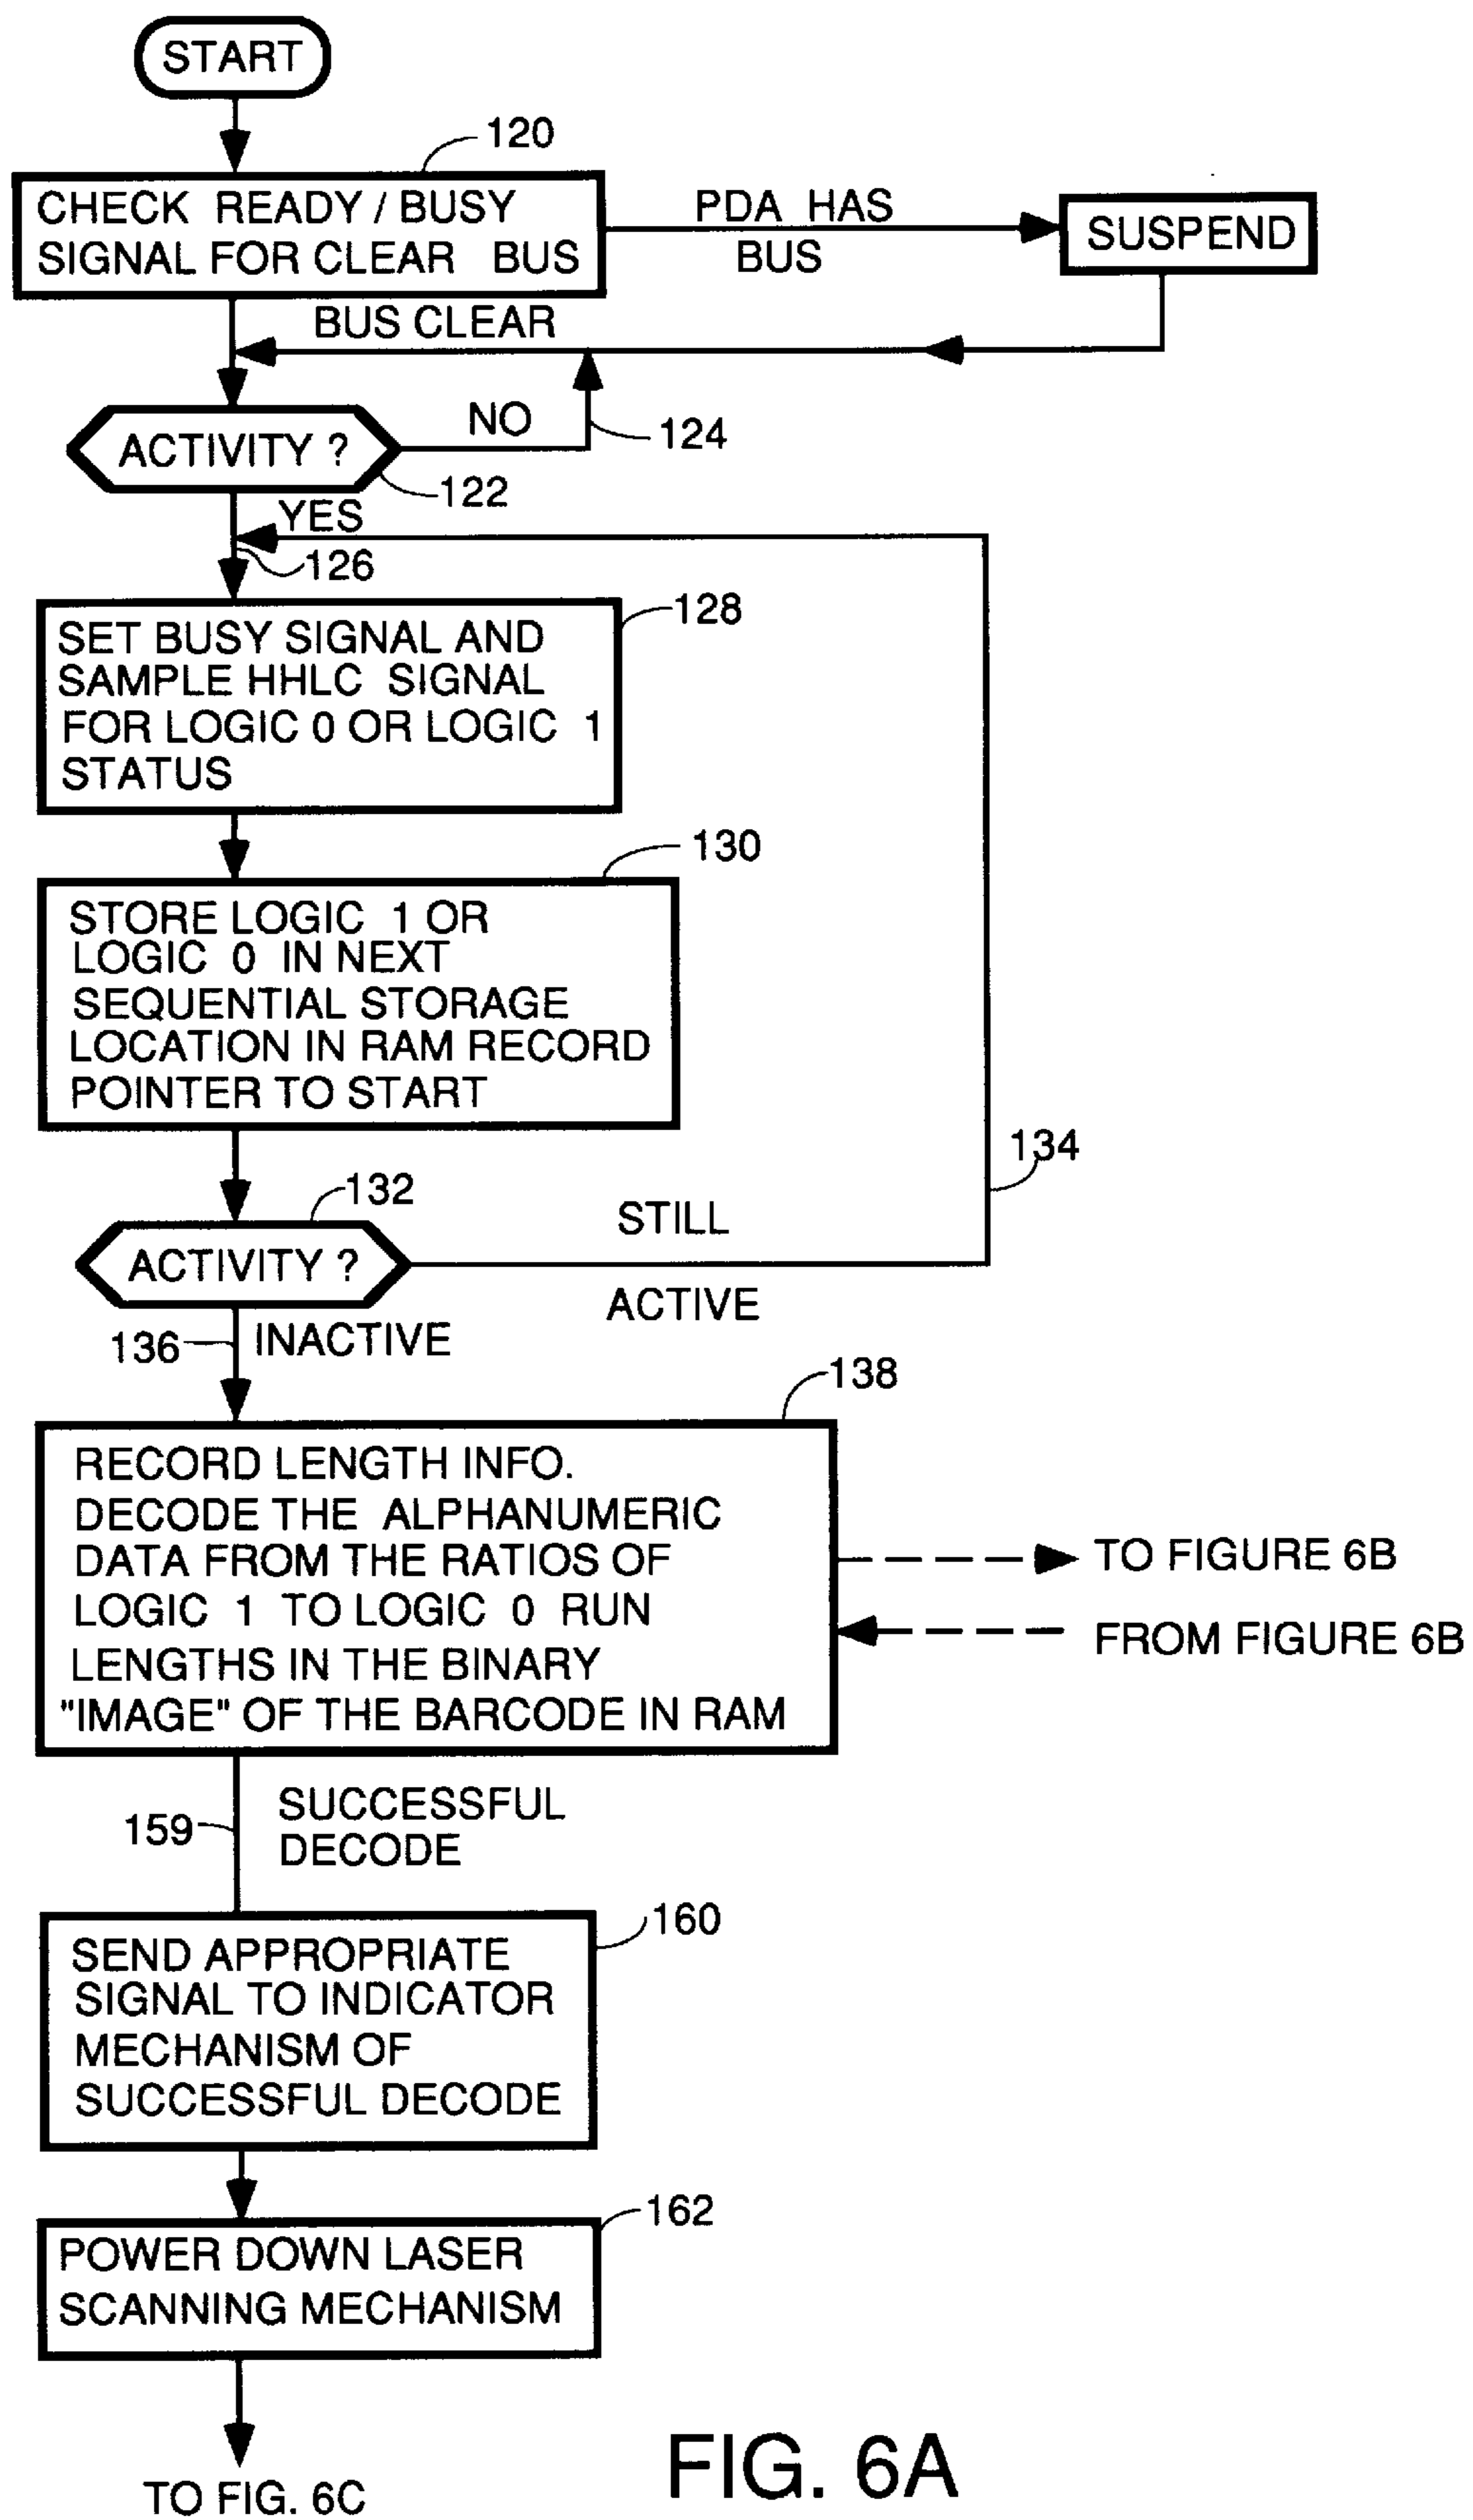 START
120
CHECK READY / BUSY
SIGNAL FOR CLEAR BUS
PDA HAS
BUS
SUSPEND
BUS CLEAR
NO
124
ACTIVITY ?
122
YES
126
128
SET BUSY SIGNAL AND
SAMPLE HHLC SIGNAL
FOR LOGIC 0 OR LOGIC 1
STATUS
130
STORE LOGIC 1 OR
LOGIC 0 IN NEXT
SEQUENTIAL STORAGE
LOCATION IN RAM RECORD
POINTER TO START
134
132
STILL
ACTIVITY ?
ACTIVE
136
INACTIVE
138
RECORD LENGTH INFO.
DECODE THE ALPHANUMERIC
DATA FROM THE RATIOS OF
LOGIC 1 TO LOGIC 0 RUN
LENGTHS IN THE BINARY
"IMAGE" OF THE BARCODE IN RAM
TO FIGURE 6B
FROM FIGURE 6B
159
SUCCESSFUL
DECODE
160
SEND APPROPRIATE
SIGNAL TO INDICATOR
MECHANISM OF
SUCCESSFUL DECODE
162
POWER DOWN LASER
SCANNING MECHANISM
TO FIG. 6C
FIG. 6A